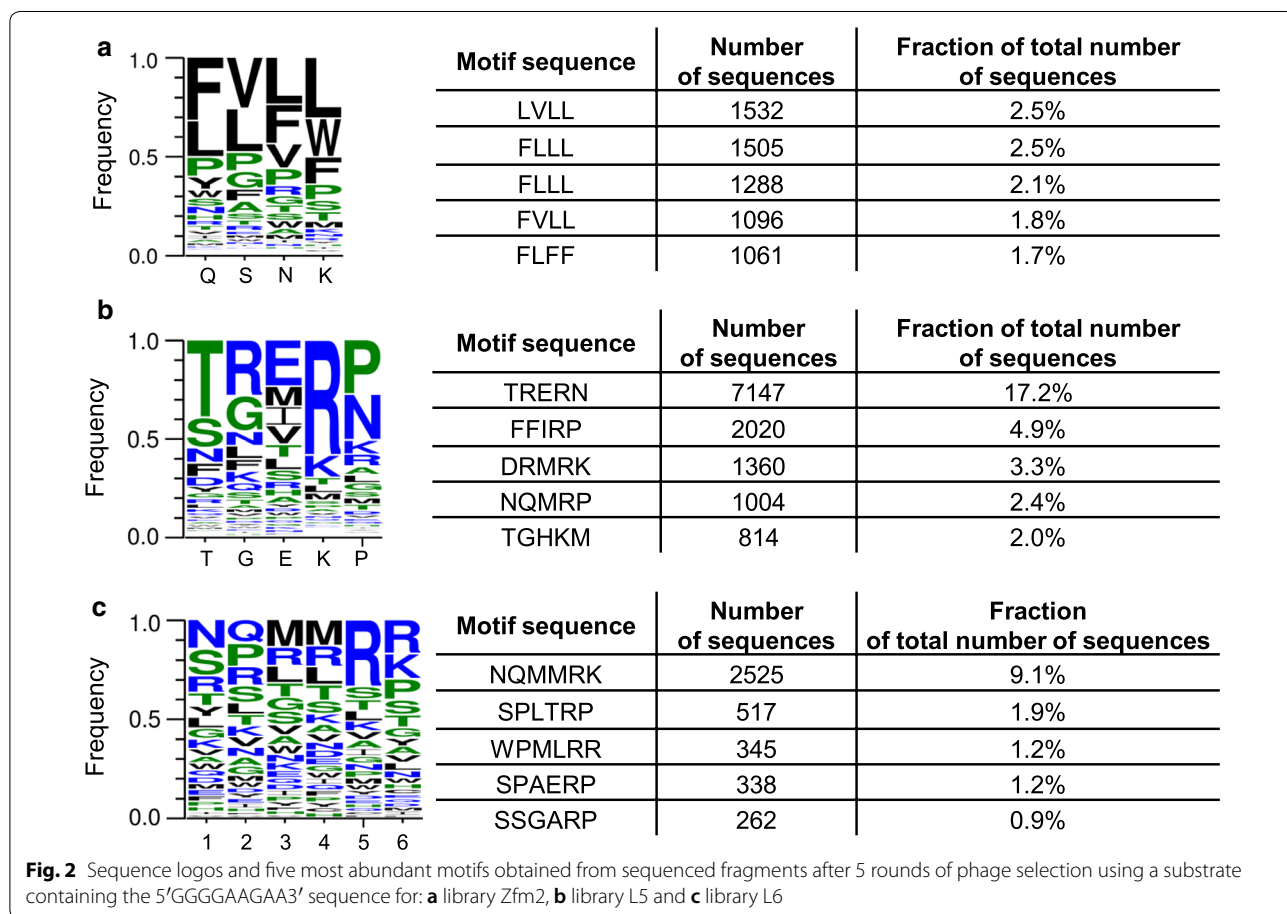 a
Frequency
1.0
0.5
0.0
Q S N K
Motif sequence Number of sequences Fraction of total number of sequences
LVLL 1532 2.5%
FLLL 1505 2.5%
FLLL 1288 2.1%
FVLL 1096 1.8%
FLFF 1061 1.7%
b
Frequency
1.0
0.5
0.0
T G E K P
Motif sequence Number of sequences Fraction of total number of sequences
TRERN 7147 17.2%
FFIRP 2020 4.9%
DRMRK 1360 3.3%
NQMRP 1004 2.4%
TGHKM 814 2.0%
c
Frequency
1.0
0.5
0.0
1 2 3 4 5 6
Motif sequence Number of sequences Fraction of total number of sequences
NQMMRK 2525 9.1%
SPLTRP 517 1.9%
WPMLRR 345 1.2%
SPAERP 338 1.2%
SSGARP 262 0.9%
Fig. 2 Sequence logos and five most abundant motifs obtained from sequenced fragments after 5 rounds of phage selection using a substrate
containing the 5′GGGGAAGAA3′ sequence for: a library Zfm2, b library L5 and c library L6